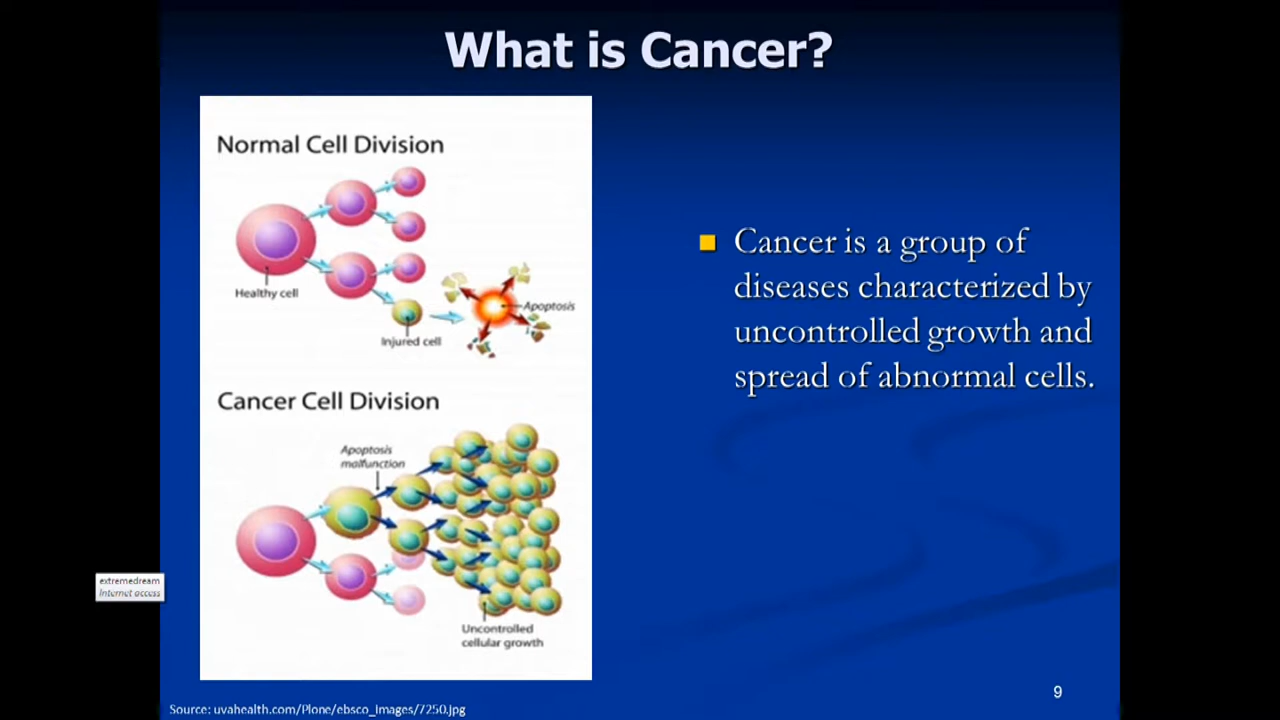 What is Cancer?
Normal Cell Division
Healthy cell
Apoptosis
Injured cell
Cancer Cell Division
Apoptosis
malfunction
Uncontrolled
cellular growth
Cancer is a group of
diseases characterized by
uncontrolled growth and
spread of abnormal cells.
extremedream
Internet access
9
Source: uvahealth.com/Plone/ebsco_images/7250.jpg